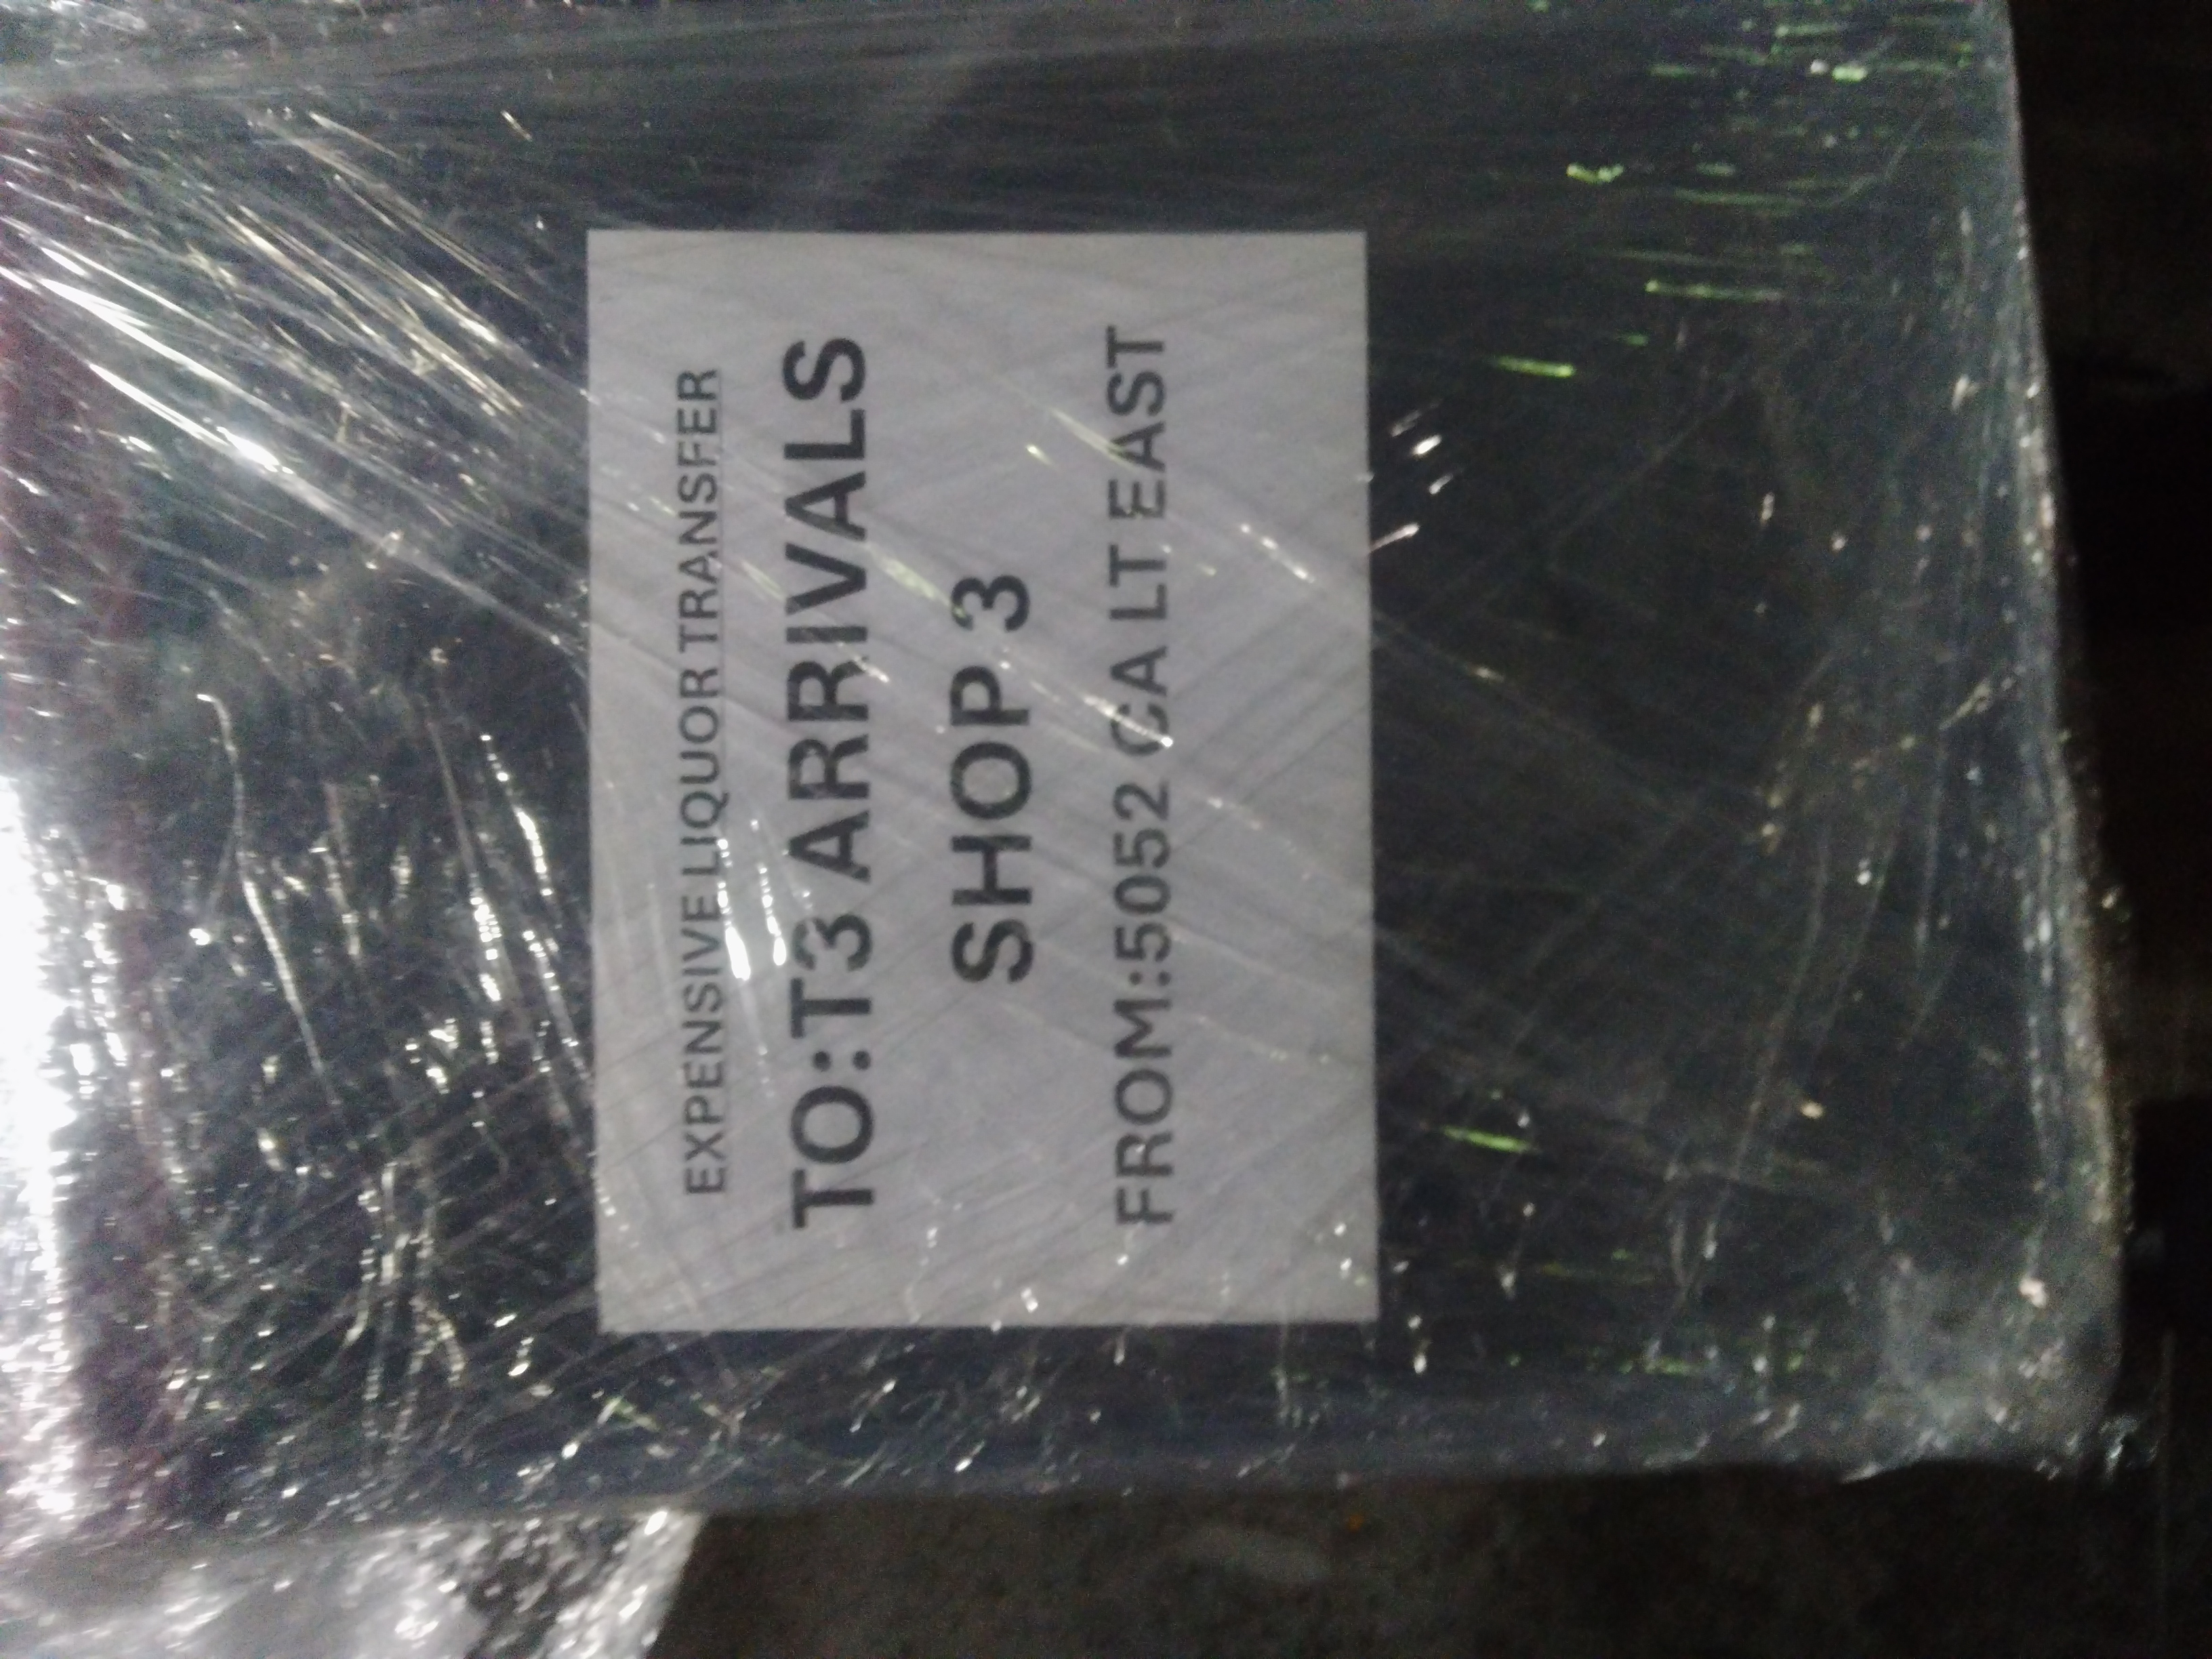 EXPENSIVE LIQUOR TRANSFER
TO:T3 ARRIVALS
SHOP 3
FROM:5052 CA LT EAST